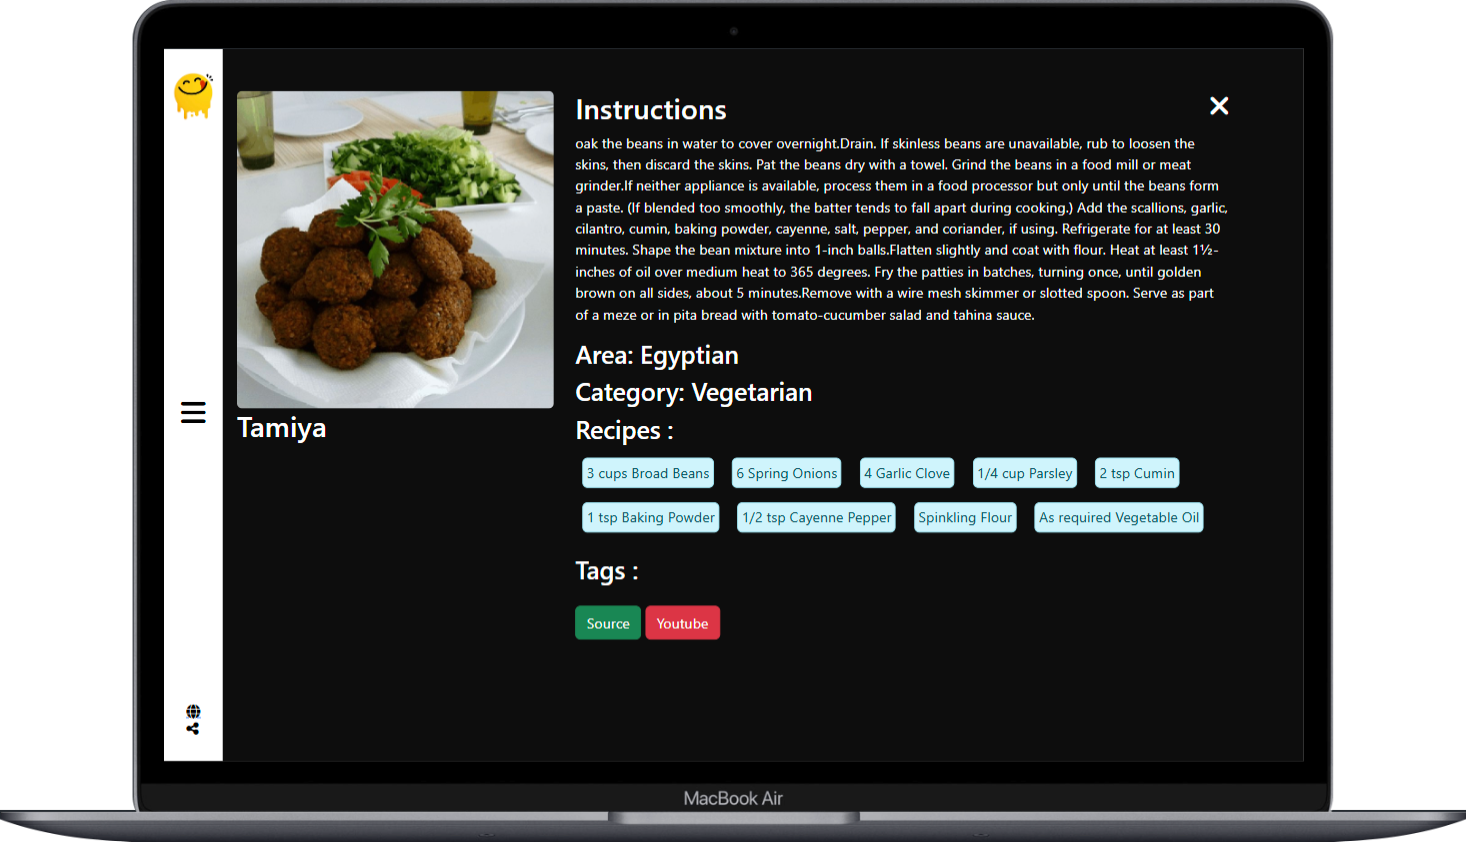 Instructions
oak the beans in water to cover overnight.Drain. If skinless beans are unavailable, rub to loosen the
skins, then discard the skins. Pat the beans dry with a towel. Grind the beans in a food mill or meat
grinder.If neither appliance is available, process them in a food processor but only until the beans form
a paste. (If blended too smoothly, the batter tends to fall apart during cooking.) Add the scallions, garlic,
cilantro, cumin, baking powder, cayenne, salt, pepper, and coriander, if using. Refrigerate for at least 30
minutes. Shape the bean mixture into 1-inch balls.Flatten slightly and coat with flour. Heat at least 1½-
inches of oil over medium heat to 365 degrees. Fry the patties in batches, turning once, until golden
brown on all sides, about 5 minutes.Remove with a wire mesh skimmer or slotted spoon. Serve as part
of a meze or in pita bread with tomato-cucumber salad and tahina sauce.
Area: Egyptian
Category: Vegetarian
Tamiya
Recipes :
3 cups Broad Beans
6 Spring Onions
4 Garlic Clove
1/4 cup Parsley
2 tsp Cumin
1 tsp Baking Powder
1/2 tsp Cayenne Pepper
Spinkling Flour
As required Vegetable Oil
Tags :
Source
Youtube
MacBook Air